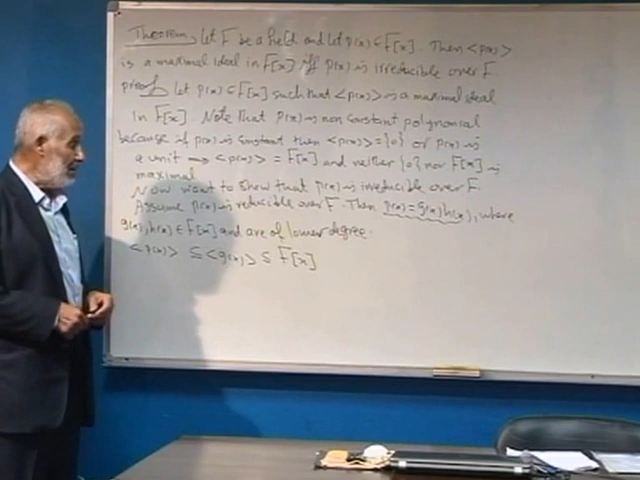 Theorem, Let F be a field and let p(x) ∈ F[x]. Then <p(x)>
is a maximal ideal in F[x] iff p(x) is irreducible over F.
proof Let p(x) ∈ F[x] such that <p(x)> is a maximal ideal
in F[x]. Note that p(x) is non constant polynomial
because if p(x) is constant then <p(x)> = {0} or p(x) is
a unit ⟹ <p(x)> = F[x] and neither {0} nor F[x] is
maximal
Now want to show that p(x) is irreducible over F.
Assume p(x) is reducible over F. Then p(x) = g(x)h(x), where
g(x), h(x) ∈ F[x] and are of lower degree.
<p(x)> ⊆ <g(x)> ⊆ F[x]